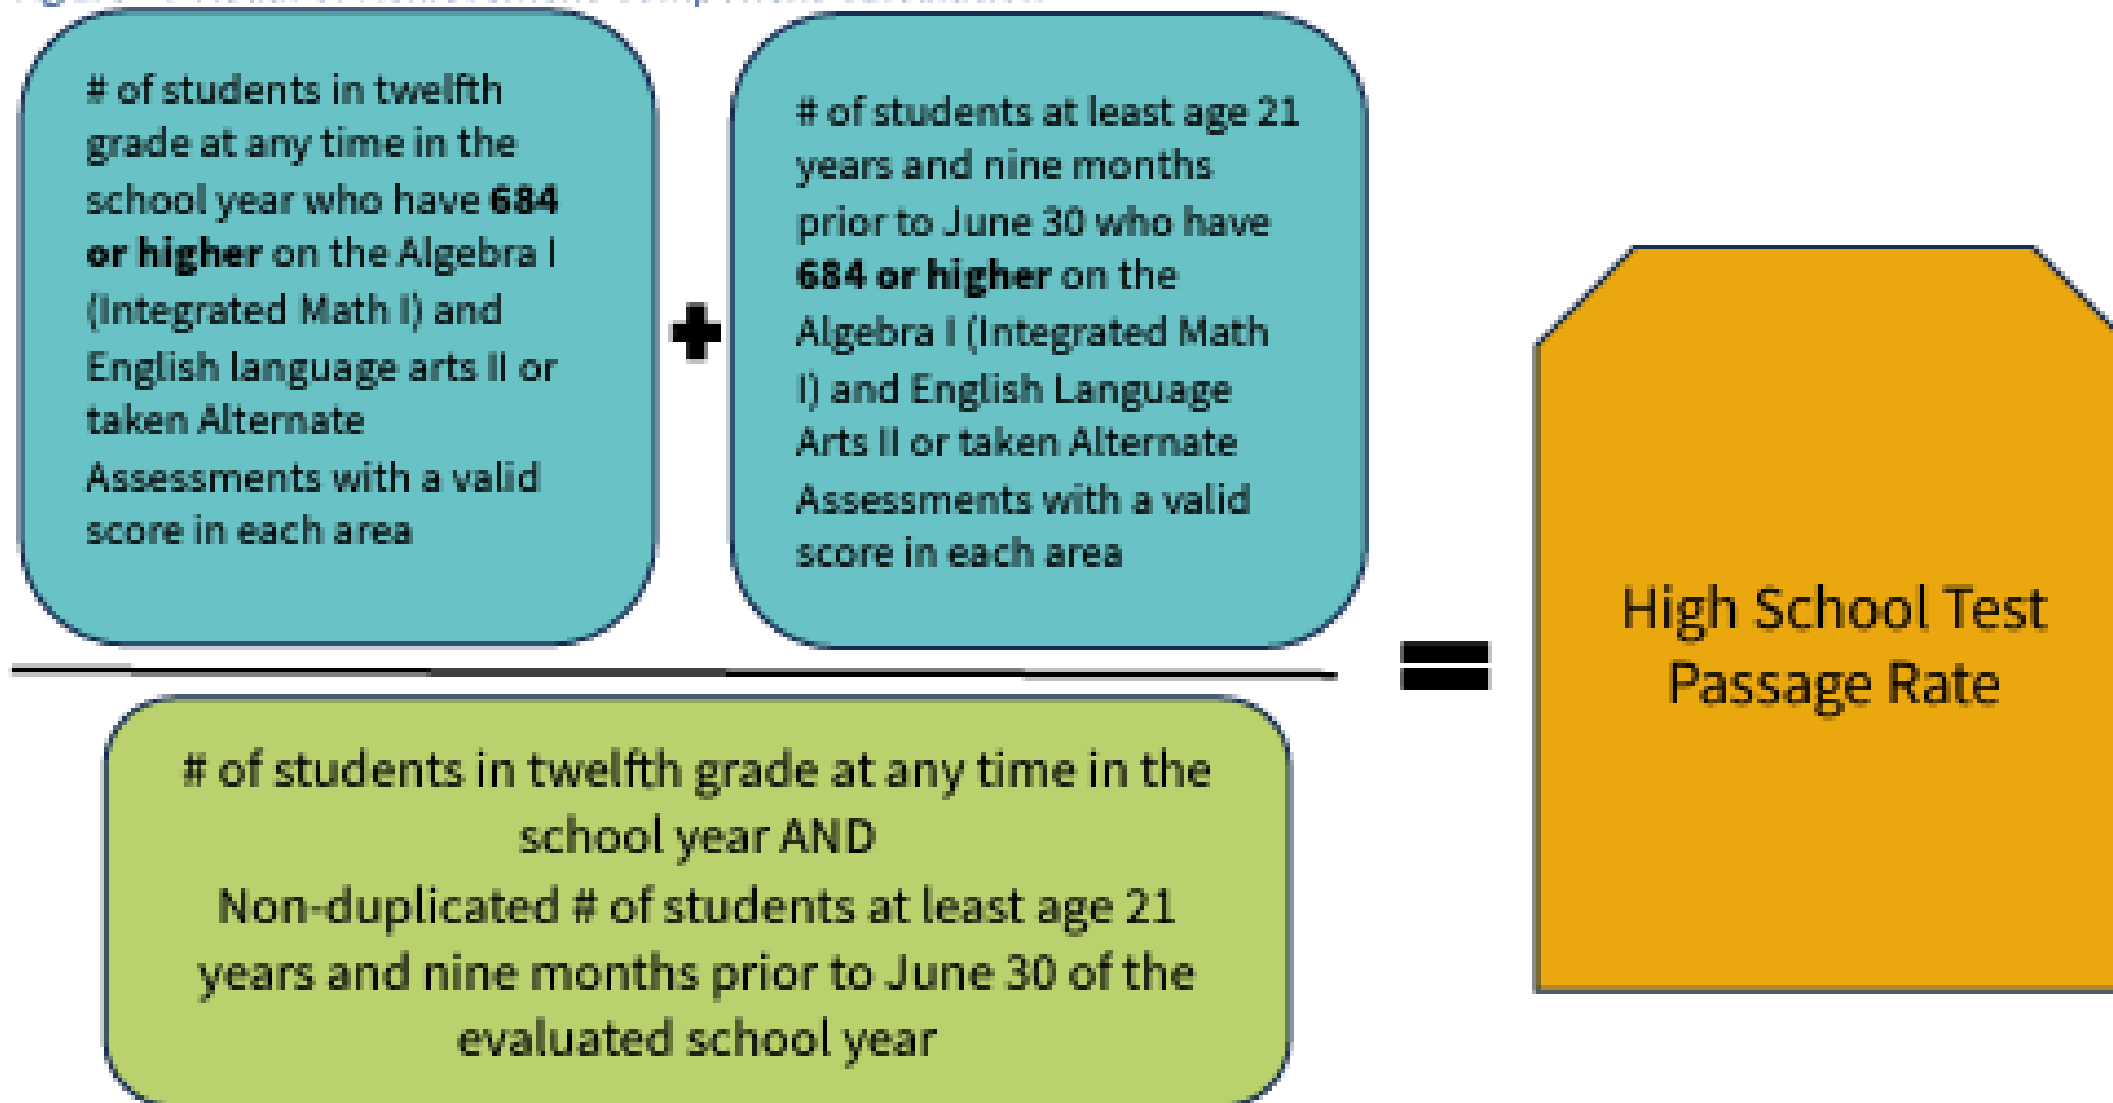 # of students in twelfth
grade at any time in the
school year who have 684
or higher on the Algebra I
(Integrated Math I) and
English language arts II or
taken Alternate
Assessments with a valid
score in each area
+
# of students at least age 21
years and nine months
prior to June 30 who have
684 or higher on the
Algebra I (Integrated Math
I) and English Language
Arts II or taken Alternate
Assessments with a valid
score in each area
# of students in twelfth grade at any time in the
school year AND
Non-duplicated # of students at least age 21
years and nine months prior to June 30 of the
evaluated school year
=
High School Test
Passage Rate